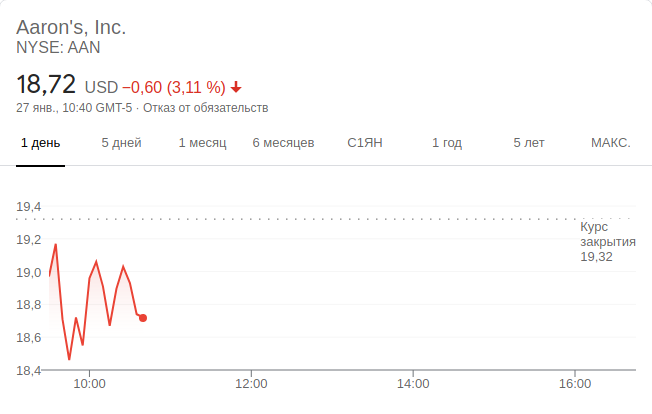 Aaron's, Inc.
NYSE: AAN
18,72 USD −0,60 (3,11 %)
27 янв., 10:40 GMT-5 · Отказ от обязательств
1 день 5 дней 1 месяц 6 месяцев С1ЯН 1 год 5 лет МАКС.
19,4
Курс
закрытия
19,32
19,2
19,0
18,8
18,6
18,4
10:00 12:00 14:00 16:00